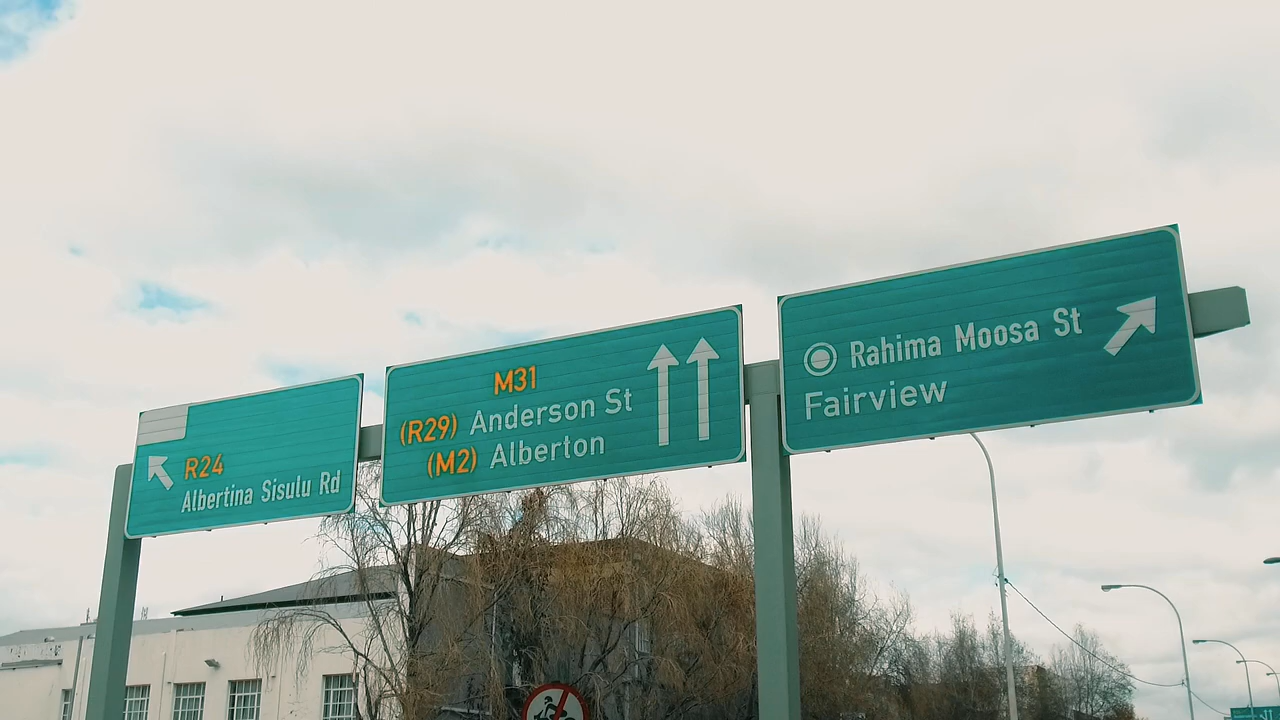 R24
Albertina Sisulu Rd
M31
(R29) Anderson St
(M2) Alberton
Rahima Moosa St
Fairview